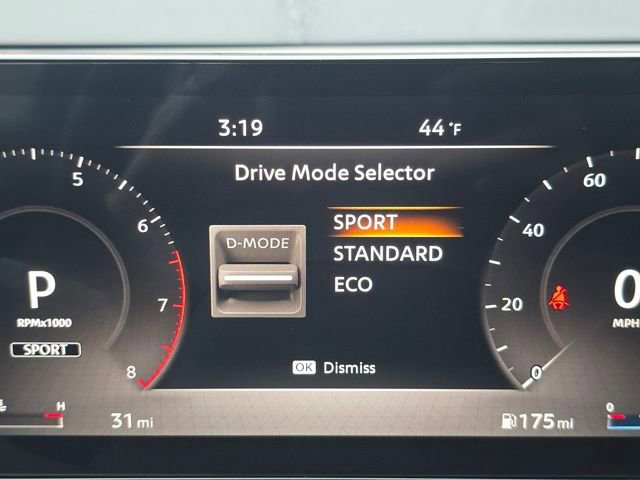 3:19 44 °F
Drive Mode Selector
5 60
SPORT
6 D-MODE 40
STANDARD
P ECO 0
7 20
RPMx1000 MPH
SPORT
OK Dismiss
8 0
H 0
31 mi 175 mi